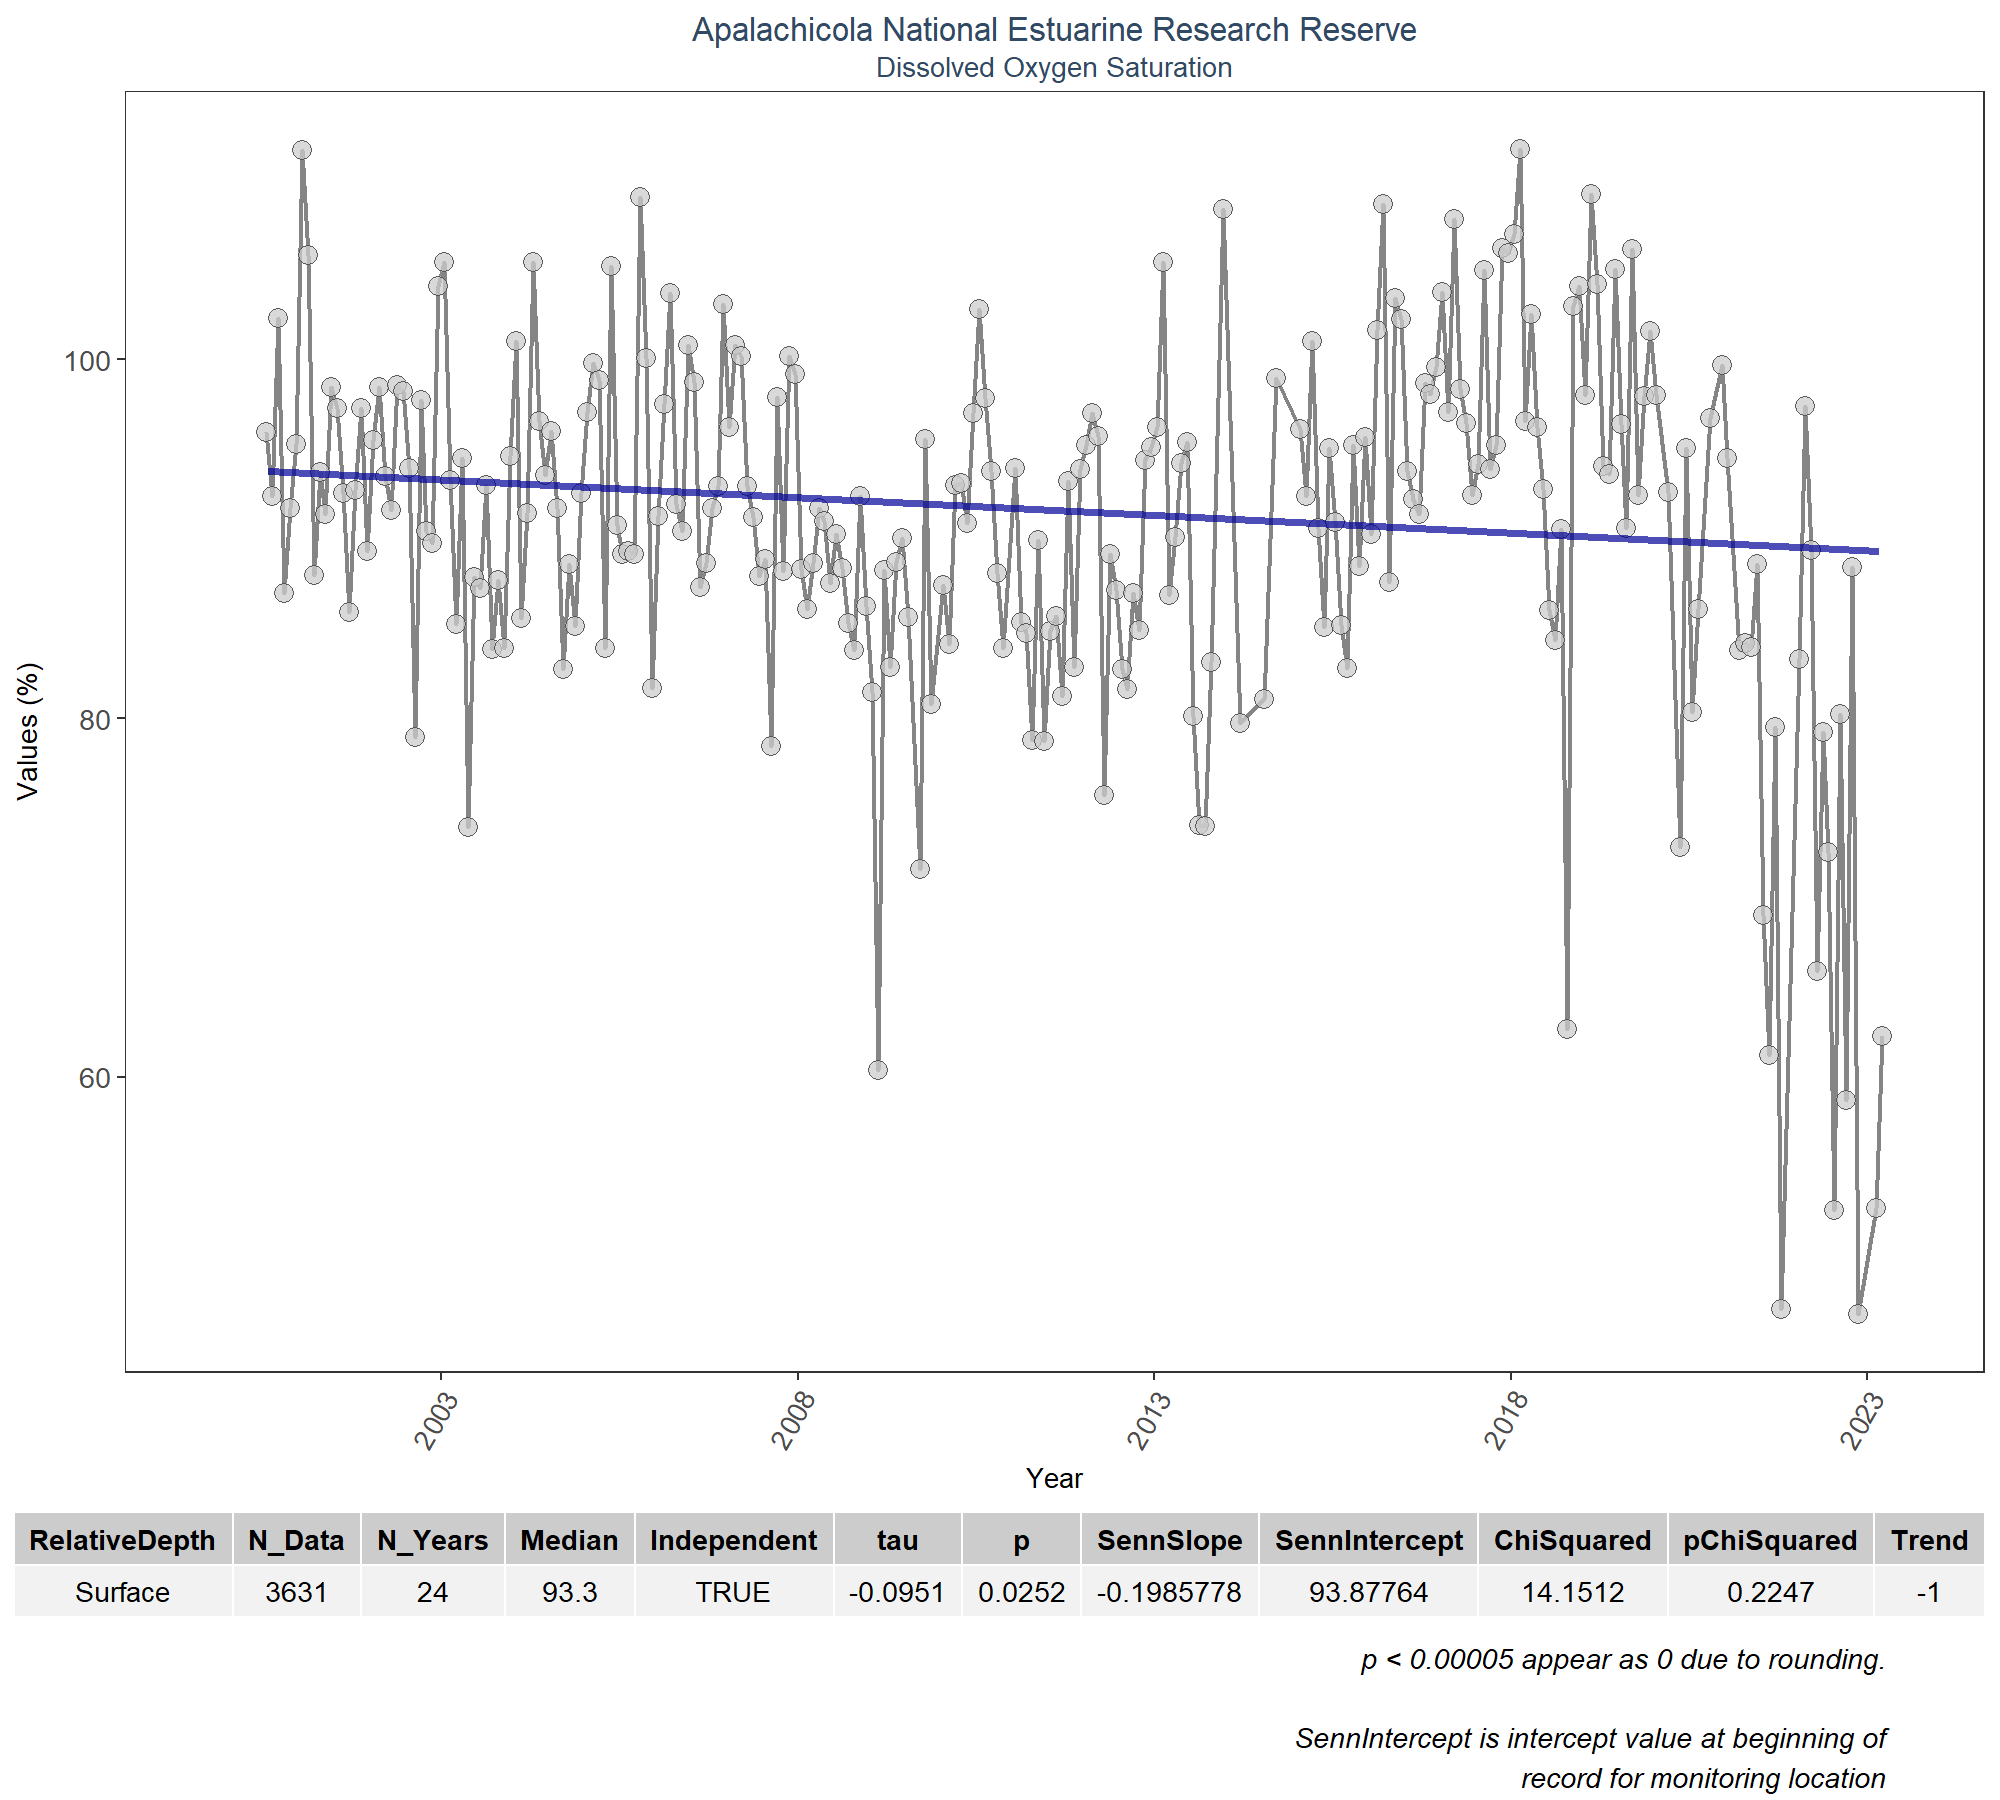 Apalachicola National Estuarine Research Reserve
Dissolved Oxygen Saturation
Values (%)
100
80
60
2003 2008 2013 2018 2023
Year
RelativeDepth N_Data N_Years Median Independent tau p SennSlope SennIntercept ChiSquared pChiSquared Trend
Surface 3631 24 93.3 TRUE -0.0951 0.0252 -0.1985778 93.87764 14.1512 0.2247 -1
p < 0.00005 appear as 0 due to rounding.
SennIntercept is intercept value at beginning of
record for monitoring location